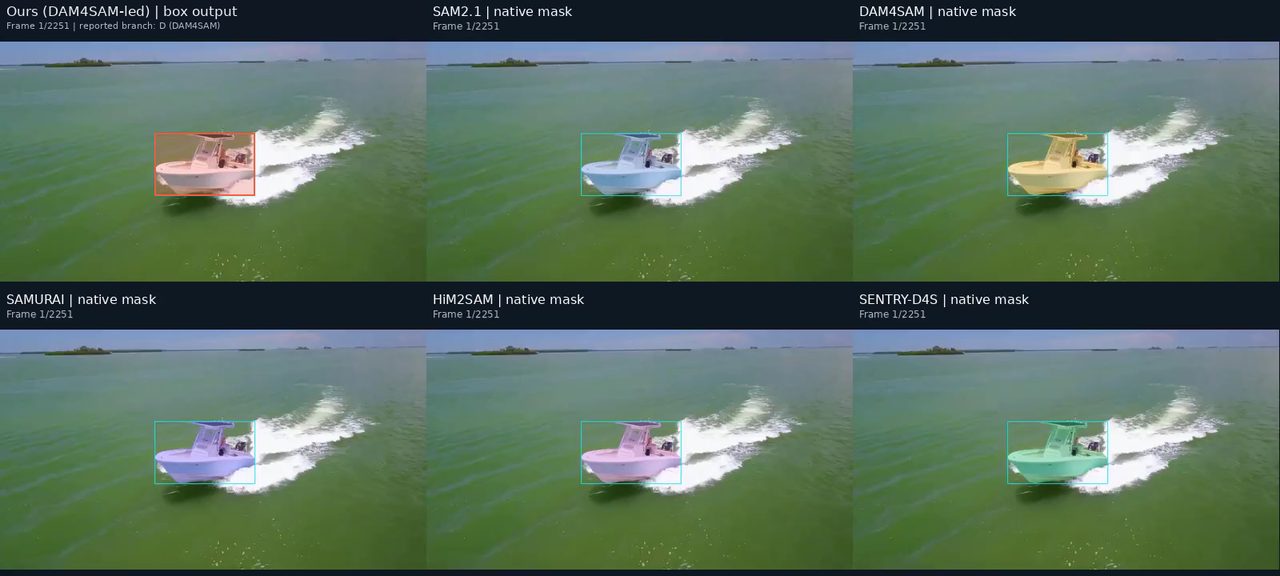 Ours (DAM4SAM-led) | box output
Frame 1/2251 | reported branch: D (DAM4SAM)
SAM2.1 | native mask
Frame 1/2251
DAM4SAM | native mask
Frame 1/2251
SAMURAI | native mask
Frame 1/2251
HiM2SAM | native mask
Frame 1/2251
SENTRY-D4S | native mask
Frame 1/2251